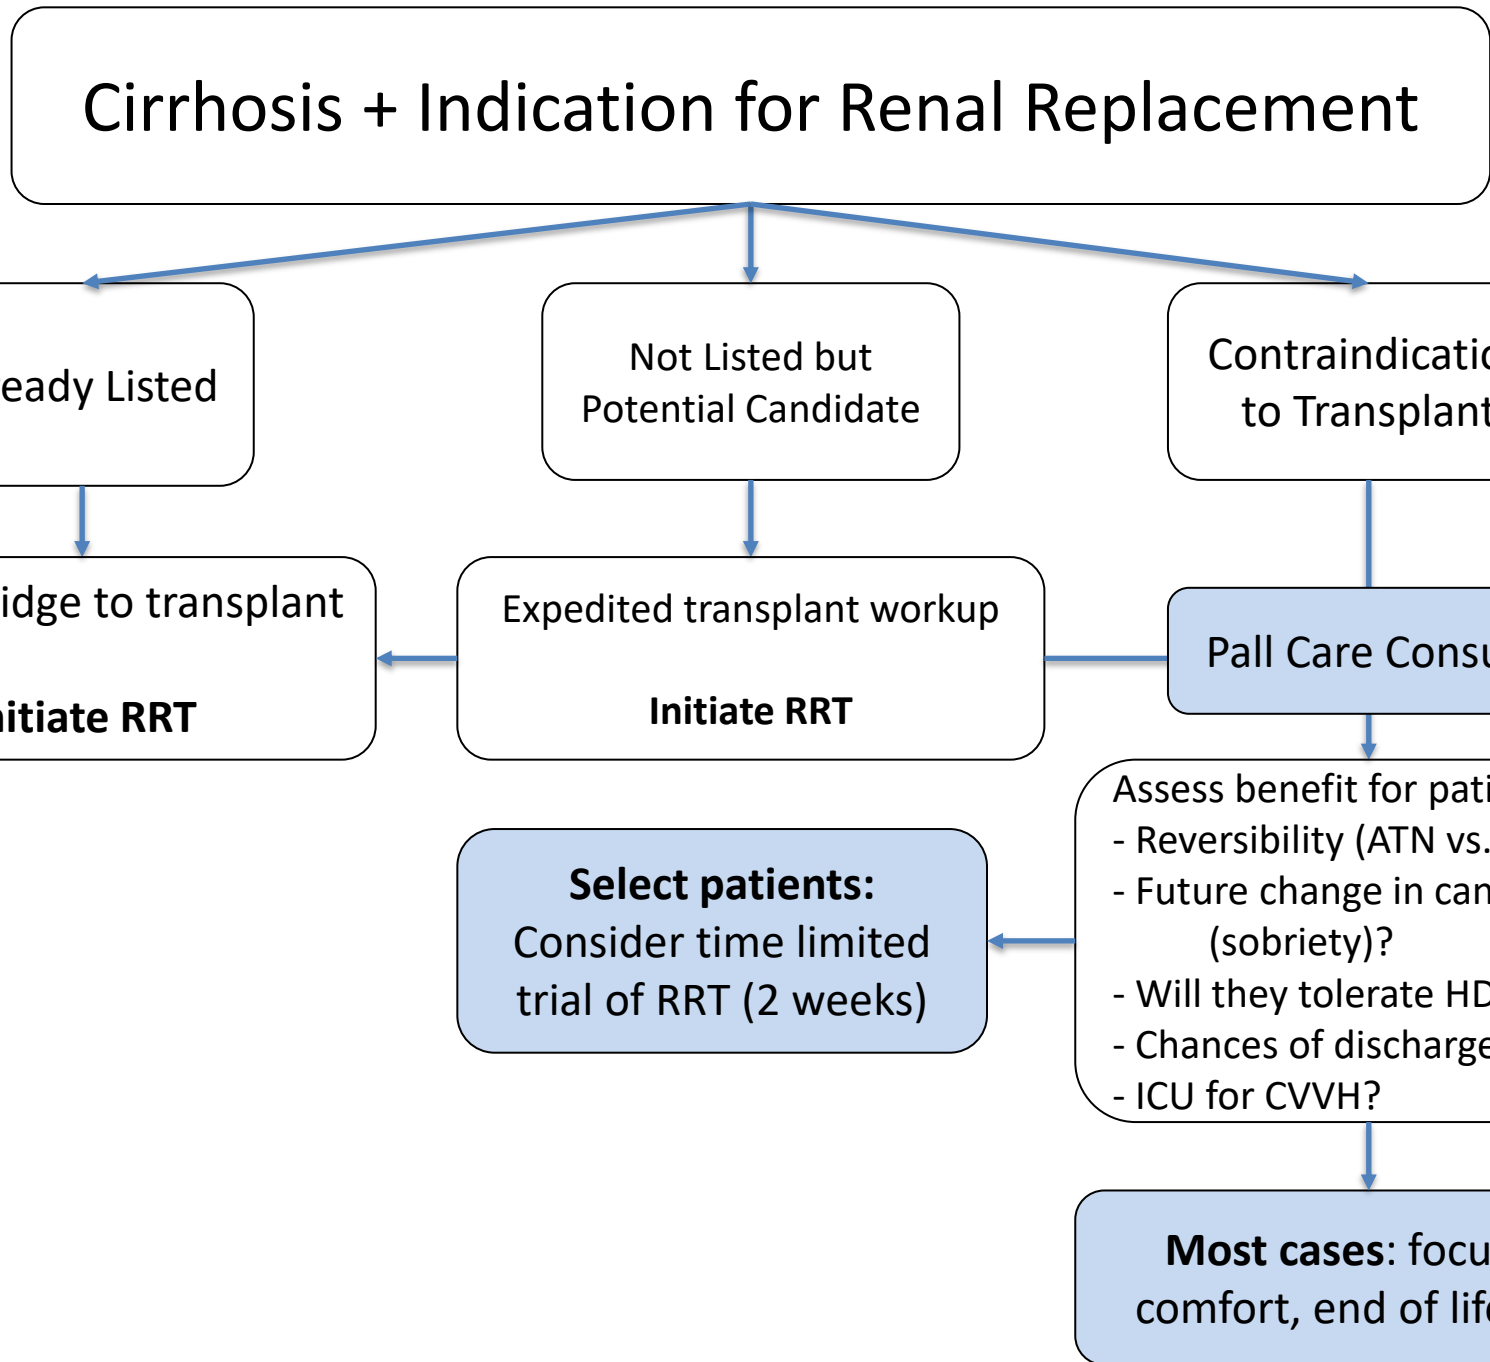 Cirrhosis + Indication for Renal Replacement
ready Listed
Not Listed but
Potential Candidate
Contraindicatio
to Transplant
idge to transplant
nitiate RRT
Expedited transplant workup
Initiate RRT
Pall Care Consu
Select patients:
Consider time limited
trial of RRT (2 weeks)
Assess benefit for pati
- Reversibility (ATN vs.
- Future change in can
(sobriety)?
- Will they tolerate HD
- Chances of discharge
- ICU for CVVH?
Most cases: focu
comfort, end of life